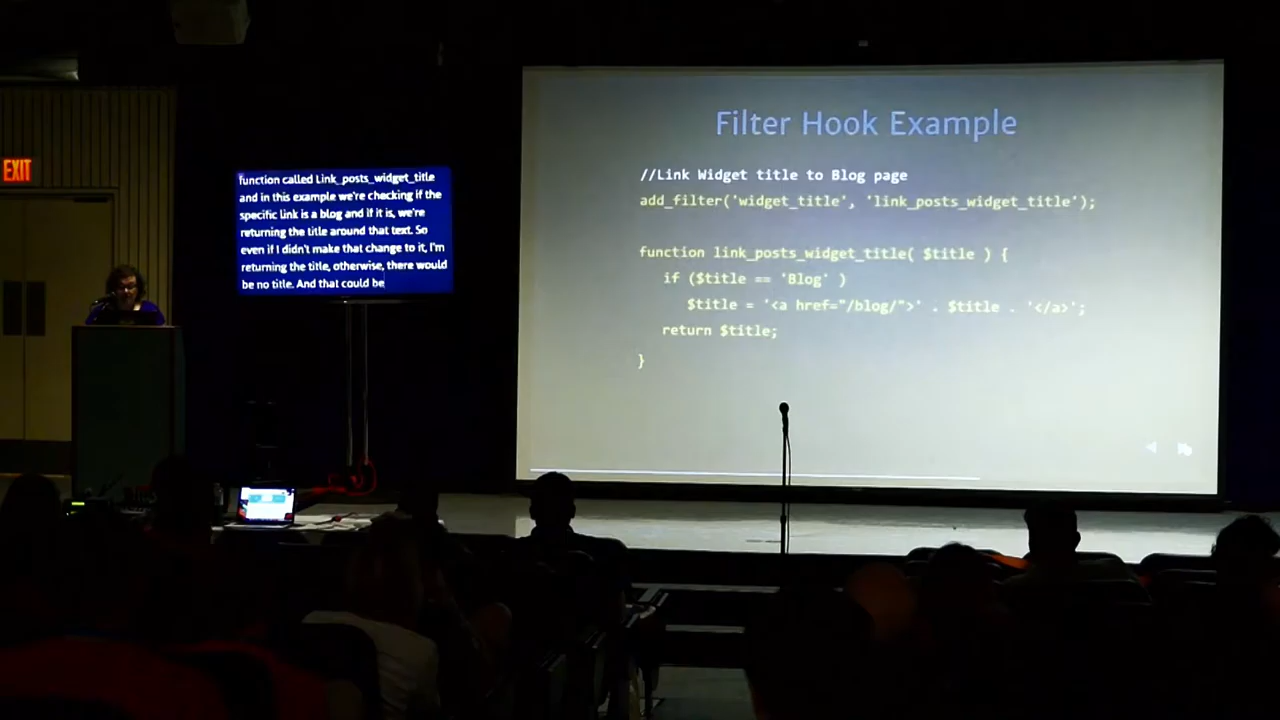 EXIT
function called Link_posts_widget_title
and in this example we're checking if the
specific link is a blog and if it is, we're
returning the title around that text. So
even if I didn't make that change to it, I'm
returning the title, otherwise, there would
be no title. And that could be
Filter Hook Example
//Link Widget title to Blog page
add_filter('widget_title', 'link_posts_widget_title');
function link_posts_widget_title( $title ) {
if ($title == 'Blog' )
$title = '<a href="/blog/">' . $title . '</a>';
return $title;
}